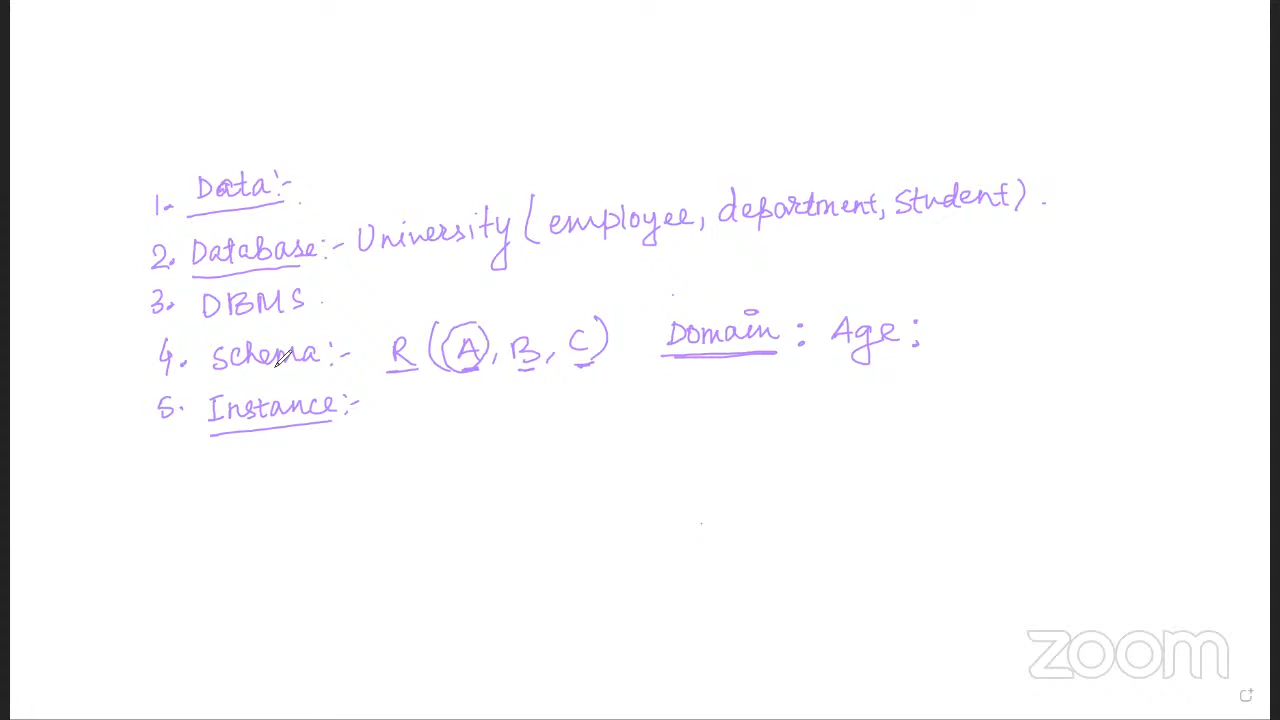 1. Data:-
2. Database:- University (employee, department, student).
3. DBMS.
4. schema:- R (A, B, C) Domain : Age ;
5. Instance:-
zoom